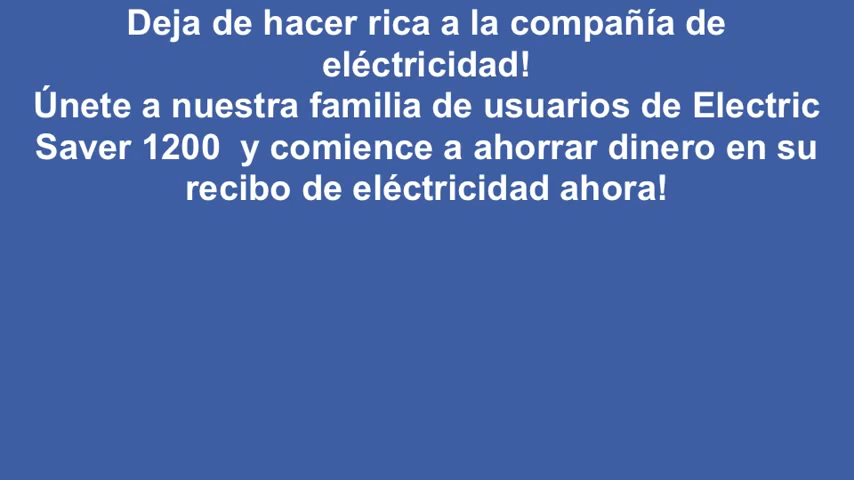 Deja de hacer rica a la compañía de
eléctricidad!
Únete a nuestra familia de usuarios de Electric
Saver 1200  y comience a ahorrar dinero en su
recibo de eléctricidad ahora!